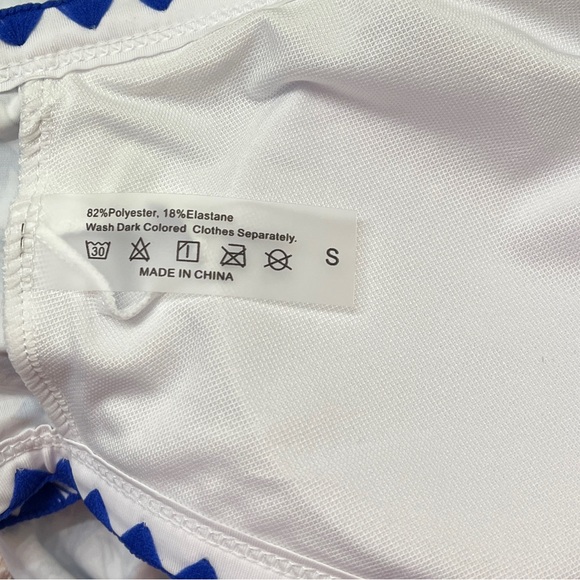 82%Polyester, 18%Elastane
Wash Dark Colored Clothes Separately.
30
S
MADE IN CHINA